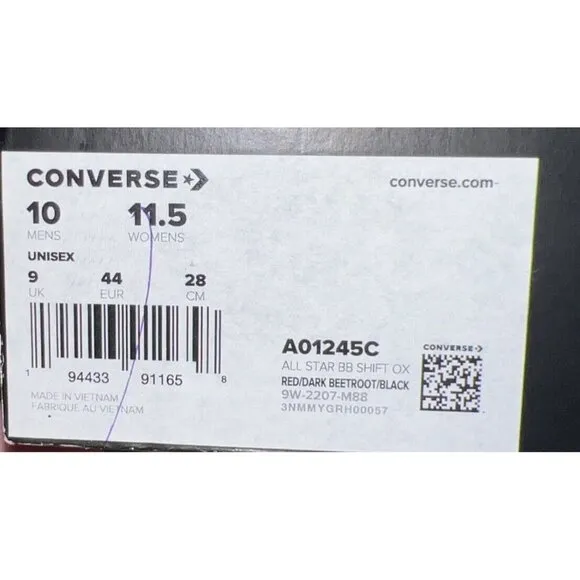 CONVERSE
converse.com
10 11.5
MENS WOMENS
UNISEX
9 44 28
UK EUR CM
1 94433 91165 8
MADE IN VIETNAM
FABRIQUE AU VIETNAM
A01245C
ALL STAR BB SHIFT OX
RED/DARK BEETROOT/BLACK
9W-2207-M88
3NMMYGRH00057
CONVERSE